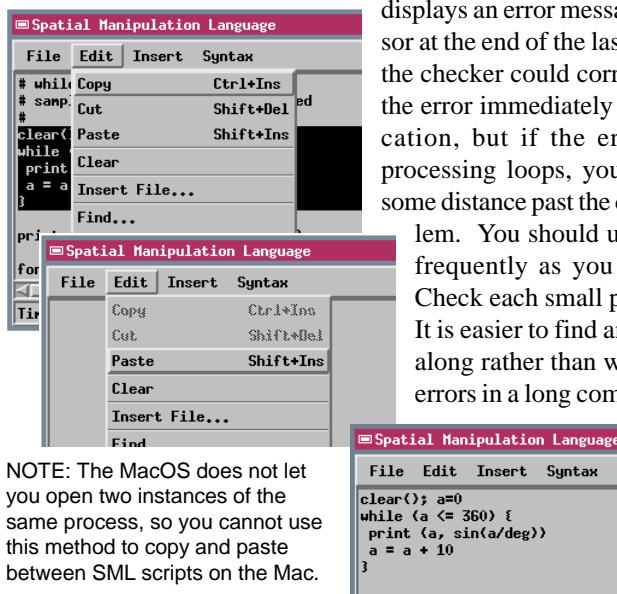 Spatial Manipulation Language
File Edit Insert Syntax
# while
# samp ed
#
clear(
while
print
a = a
}
pri
for
Copy Ctrl+Ins
Cut Shift+Del
Paste Shift+Ins
Clear
Insert File...
Find...
displays an error messa
sor at the end of the las
the checker could corr
the error immediately
cation, but if the er
processing loops, you
some distance past the
lem. You should u
frequently as you
Check each small p
It is easier to find a
along rather than w
errors in a long com
Spatial Manipulation Language
File Edit Insert Syntax
Copy Ctrl+Ins
Cut Shift+Del
Paste Shift+Ins
Clear
Insert File...
Find
NOTE: The MacOS does not let
you open two instances of the
same process, so you cannot use
this method to copy and paste
between SML scripts on the Mac.
Spatial Manipulation Language
File Edit Insert Syntax
clear(); a=0
while (a <= 360) {
print (a, sin(a/deg))
a = a + 10
}